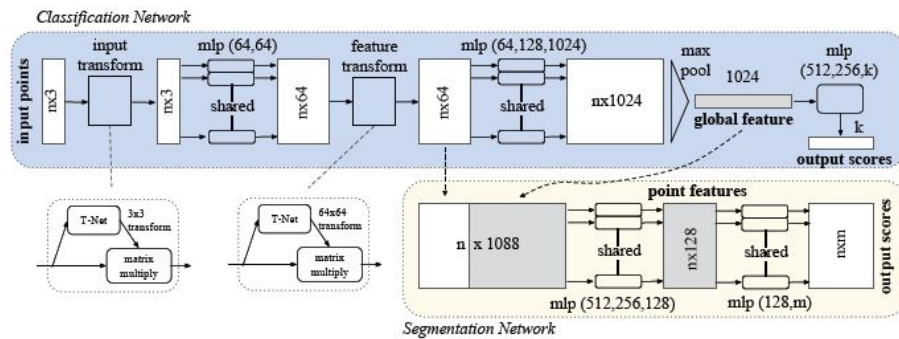 Classification Network
input points
nx3
input
transform
nx3
mlp (64,64)
shared
nx64
feature
transform
nx64
mlp (64,128,1024)
shared
nx1024
max
pool
1024
global feature
mlp
(512,256,k)
k
output scores
T-Net
3x3
transform
matrix
multiply
T-Net
64x64
transform
matrix
multiply
point features
n x 1088
shared
mlp (512,256,128)
nx128
shared
mlp (128,m)
nxm
output scores
Segmentation Network